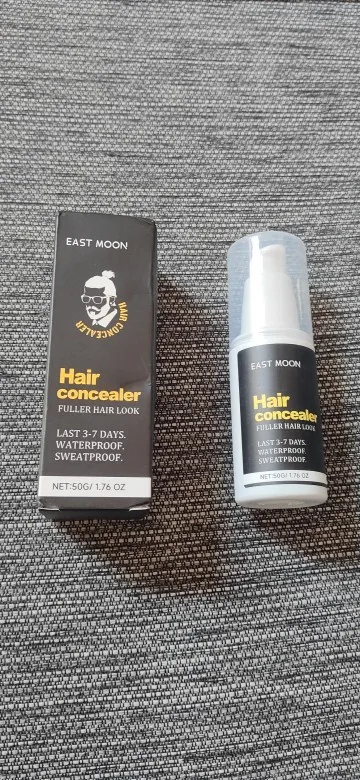 EAST MOON
HAIR CONCEALER
Hair
concealer
FULLER HAIR LOOK
LAST 3-7 DAYS.
WATERPROOF.
SWEATPROOF.
NET:50G/ 1.76 OZ
EAST MOON
Hair
concealer
FULLER HAIR LOOK
LAST 3-7 DAYS.
WATERPROOF.
SWEATPROOF.
NET:50G/ 1.76 OZ